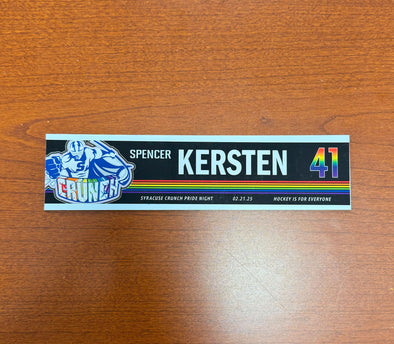 SPENCER KERSTEN 41
CRUNCH
SYRACUSE CRUNCH PRIDE NIGHT 02.21.25 HOCKEY IS FOR EVERYONE